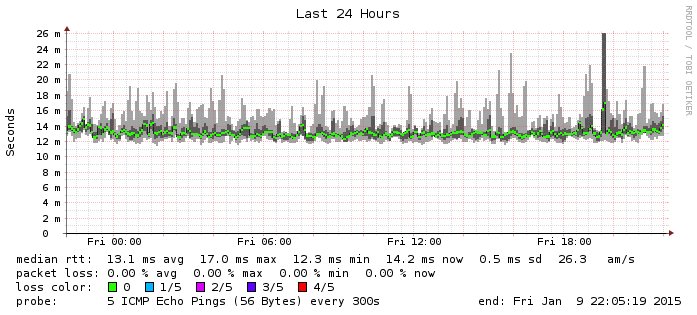 Last 24 Hours
RRDTOOL / TOBI OETIKER
Seconds
26 m
24 m
22 m
20 m
18 m
16 m
14 m
12 m
10 m
8 m
6 m
4 m
2 m
0
Fri 00:00 Fri 06:00 Fri 12:00 Fri 18:00
median rtt: 13.1 ms avg 17.0 ms max 12.3 ms min 14.2 ms now 0.5 ms sd 26.3 am/s
packet loss: 0.00 % avg 0.00 % max 0.00 % min 0.00 % now
loss color: 0 1/5 2/5 3/5 4/5
probe: 5 ICMP Echo Pings (56 Bytes) every 300s end: Fri Jan 9 22:05:19 2015